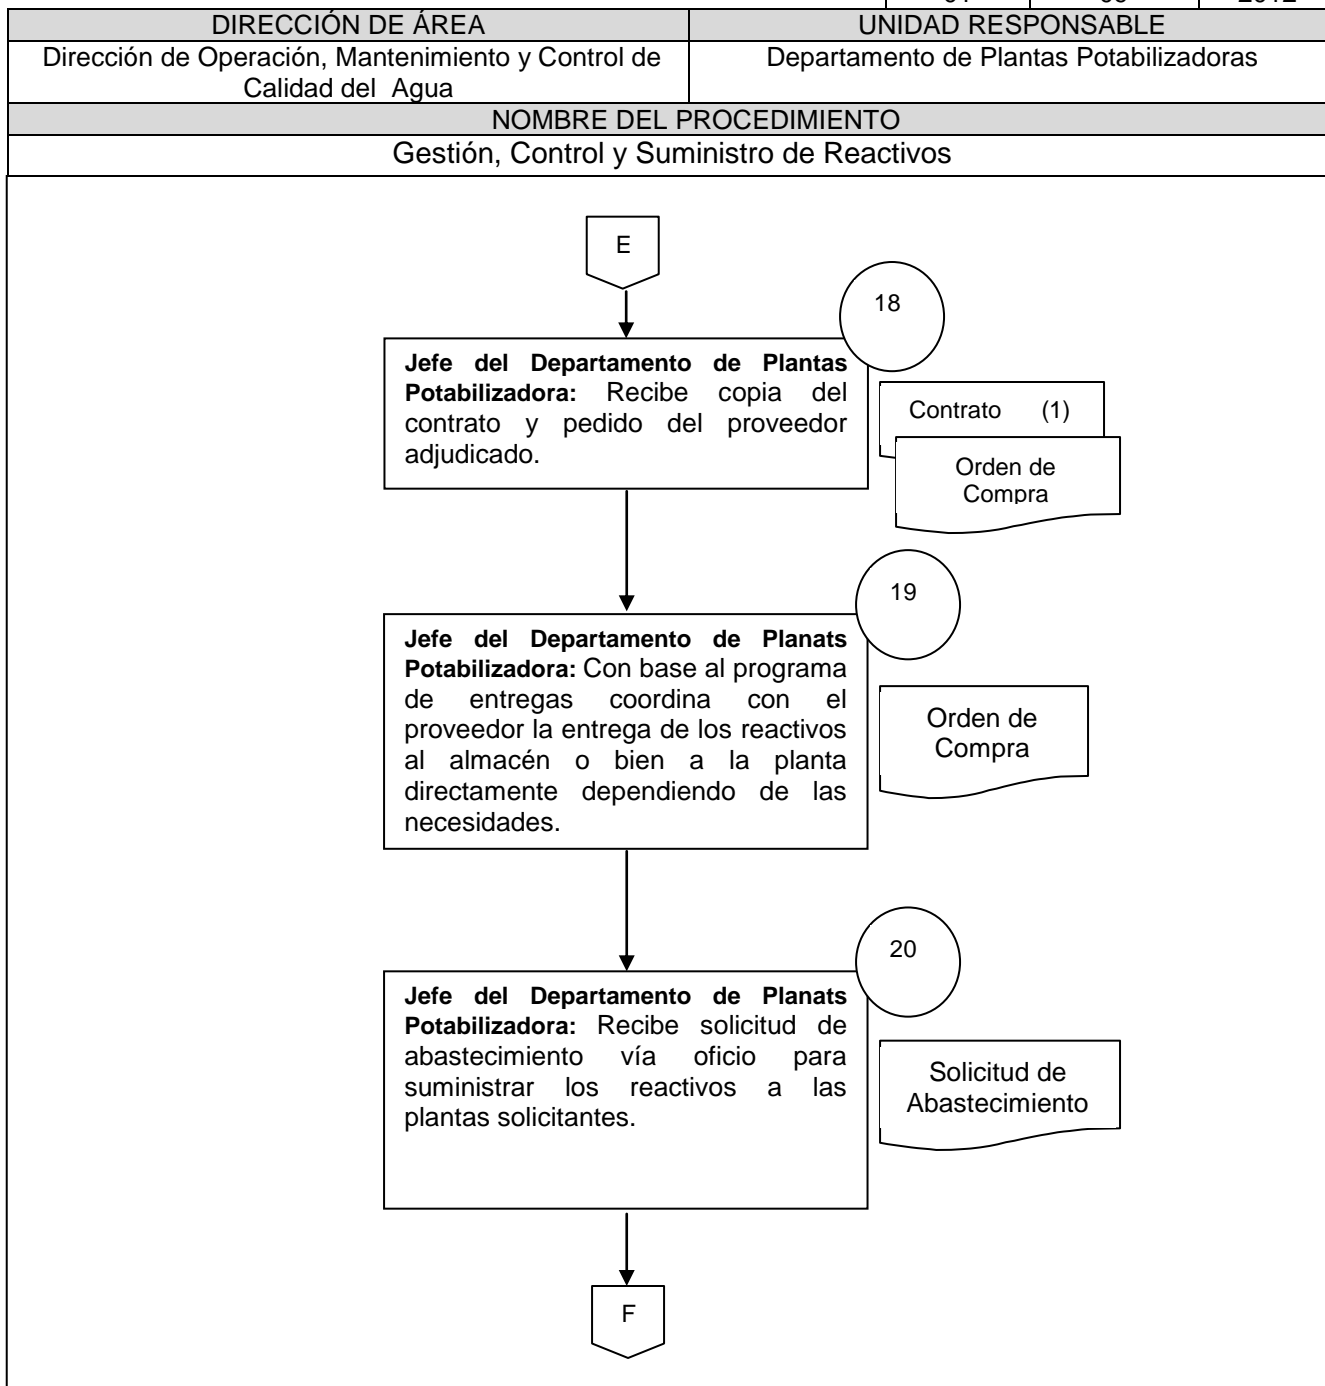 DIRECCIÓN DE ÁREA
UNIDAD RESPONSABLE
Dirección de Operación, Mantenimiento y Control de
Calidad del Agua
Departamento de Plantas Potabilizadoras
NOMBRE DEL PROCEDIMIENTO
Gestión, Control y Suministro de Reactivos
E
18
Jefe del Departamento de Plantas
Potabilizadora: Recibe copia del
contrato y pedido del proveedor
adjudicado.
Contrato (1)
Orden de
Compra
19
Jefe del Departamento de Planats
Potabilizadora: Con base al programa
de entregas coordina con el
proveedor la entrega de los reactivos
al almacén o bien a la planta
directamente dependiendo de las
necesidades.
Orden de
Compra
20
Jefe del Departamento de Planats
Potabilizadora: Recibe solicitud de
abastecimiento vía oficio para
suministrar los reactivos a las
plantas solicitantes.
Solicitud de
Abastecimiento
F